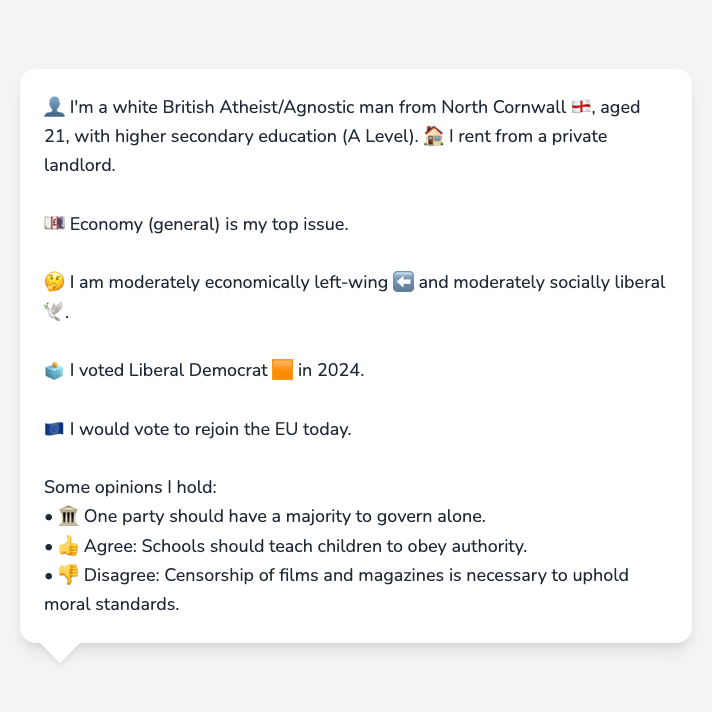 👤 I'm a white British Atheist/Agnostic man from North Cornwall 🏴󠁧󠁢󠁥󠁮󠁧󠁿, aged
21, with higher secondary education (A Level). 🏠 I rent from a private
landlord.
💷 Economy (general) is my top issue.
🤔 I am moderately economically left-wing ⬅️ and moderately socially liberal
🕊️.
🗳️ I voted Liberal Democrat 🟧 in 2024.
🇪🇺 I would vote to rejoin the EU today.
Some opinions I hold:
• 🏛️ One party should have a majority to govern alone.
• 👍 Agree: Schools should teach children to obey authority.
• 👎 Disagree: Censorship of films and magazines is necessary to uphold
moral standards.